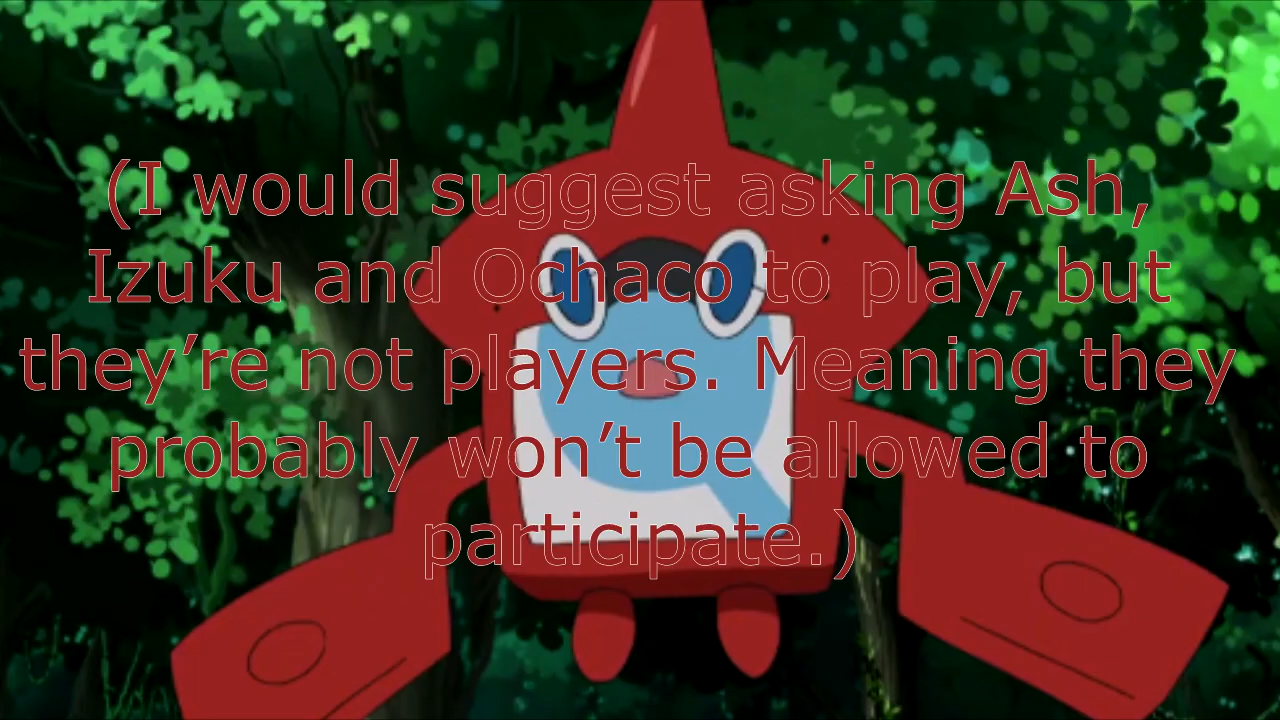 (I would suggest asking Ash,
Izuku and Ochaco to play, but
they’re not players. Meaning they
probably won’t be allowed to
participate.)